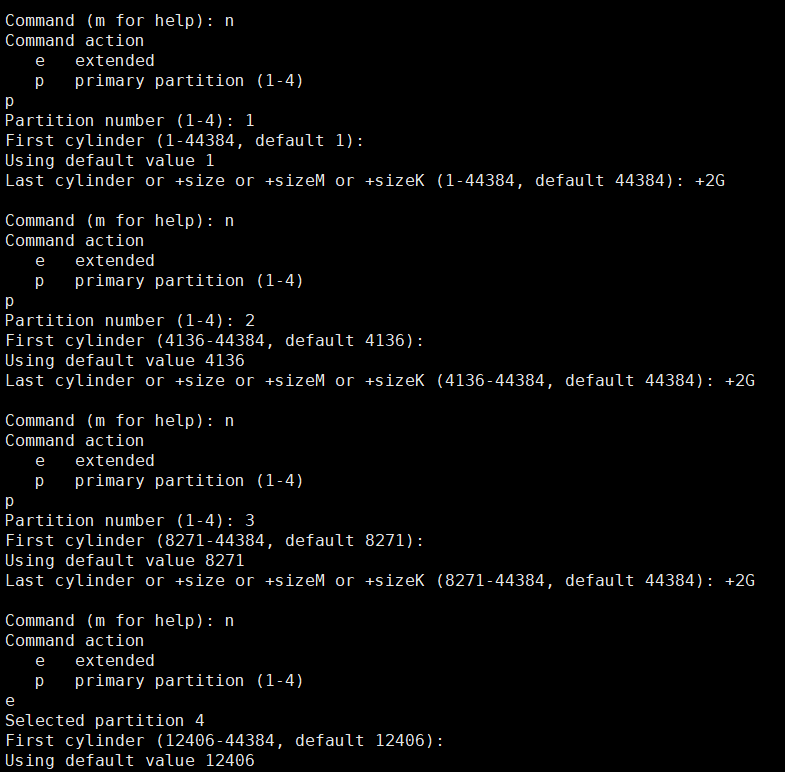 Command (m for help): n
Command action
   e   extended
   p   primary partition (1-4)
p
Partition number (1-4): 1
First cylinder (1-44384, default 1):
Using default value 1
Last cylinder or +size or +sizeM or +sizeK (1-44384, default 44384): +2G

Command (m for help): n
Command action
   e   extended
   p   primary partition (1-4)
p
Partition number (1-4): 2
First cylinder (4136-44384, default 4136):
Using default value 4136
Last cylinder or +size or +sizeM or +sizeK (4136-44384, default 44384): +2G

Command (m for help): n
Command action
   e   extended
   p   primary partition (1-4)
p
Partition number (1-4): 3
First cylinder (8271-44384, default 8271):
Using default value 8271
Last cylinder or +size or +sizeM or +sizeK (8271-44384, default 44384): +2G

Command (m for help): n
Command action
   e   extended
   p   primary partition (1-4)
e
Selected partition 4
First cylinder (12406-44384, default 12406):
Using default value 12406